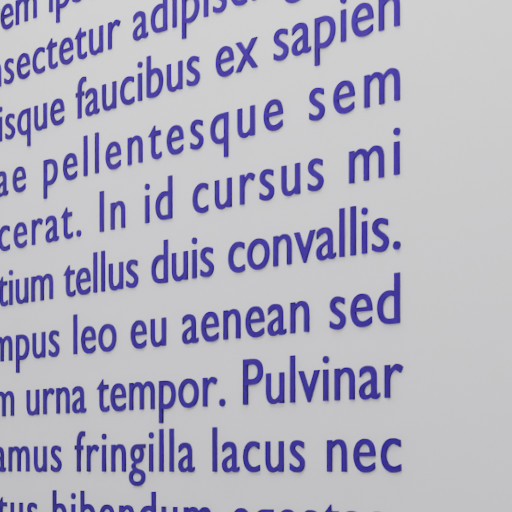 sectetur adipisc
isque faucibus ex sapien
ae pellentesque sem
cerat. In id cursus mi
tium tellus duis convallis.
mpus leo eu aenean sed
m urna tempor. Pulvinar
amus fringilla lacus nec